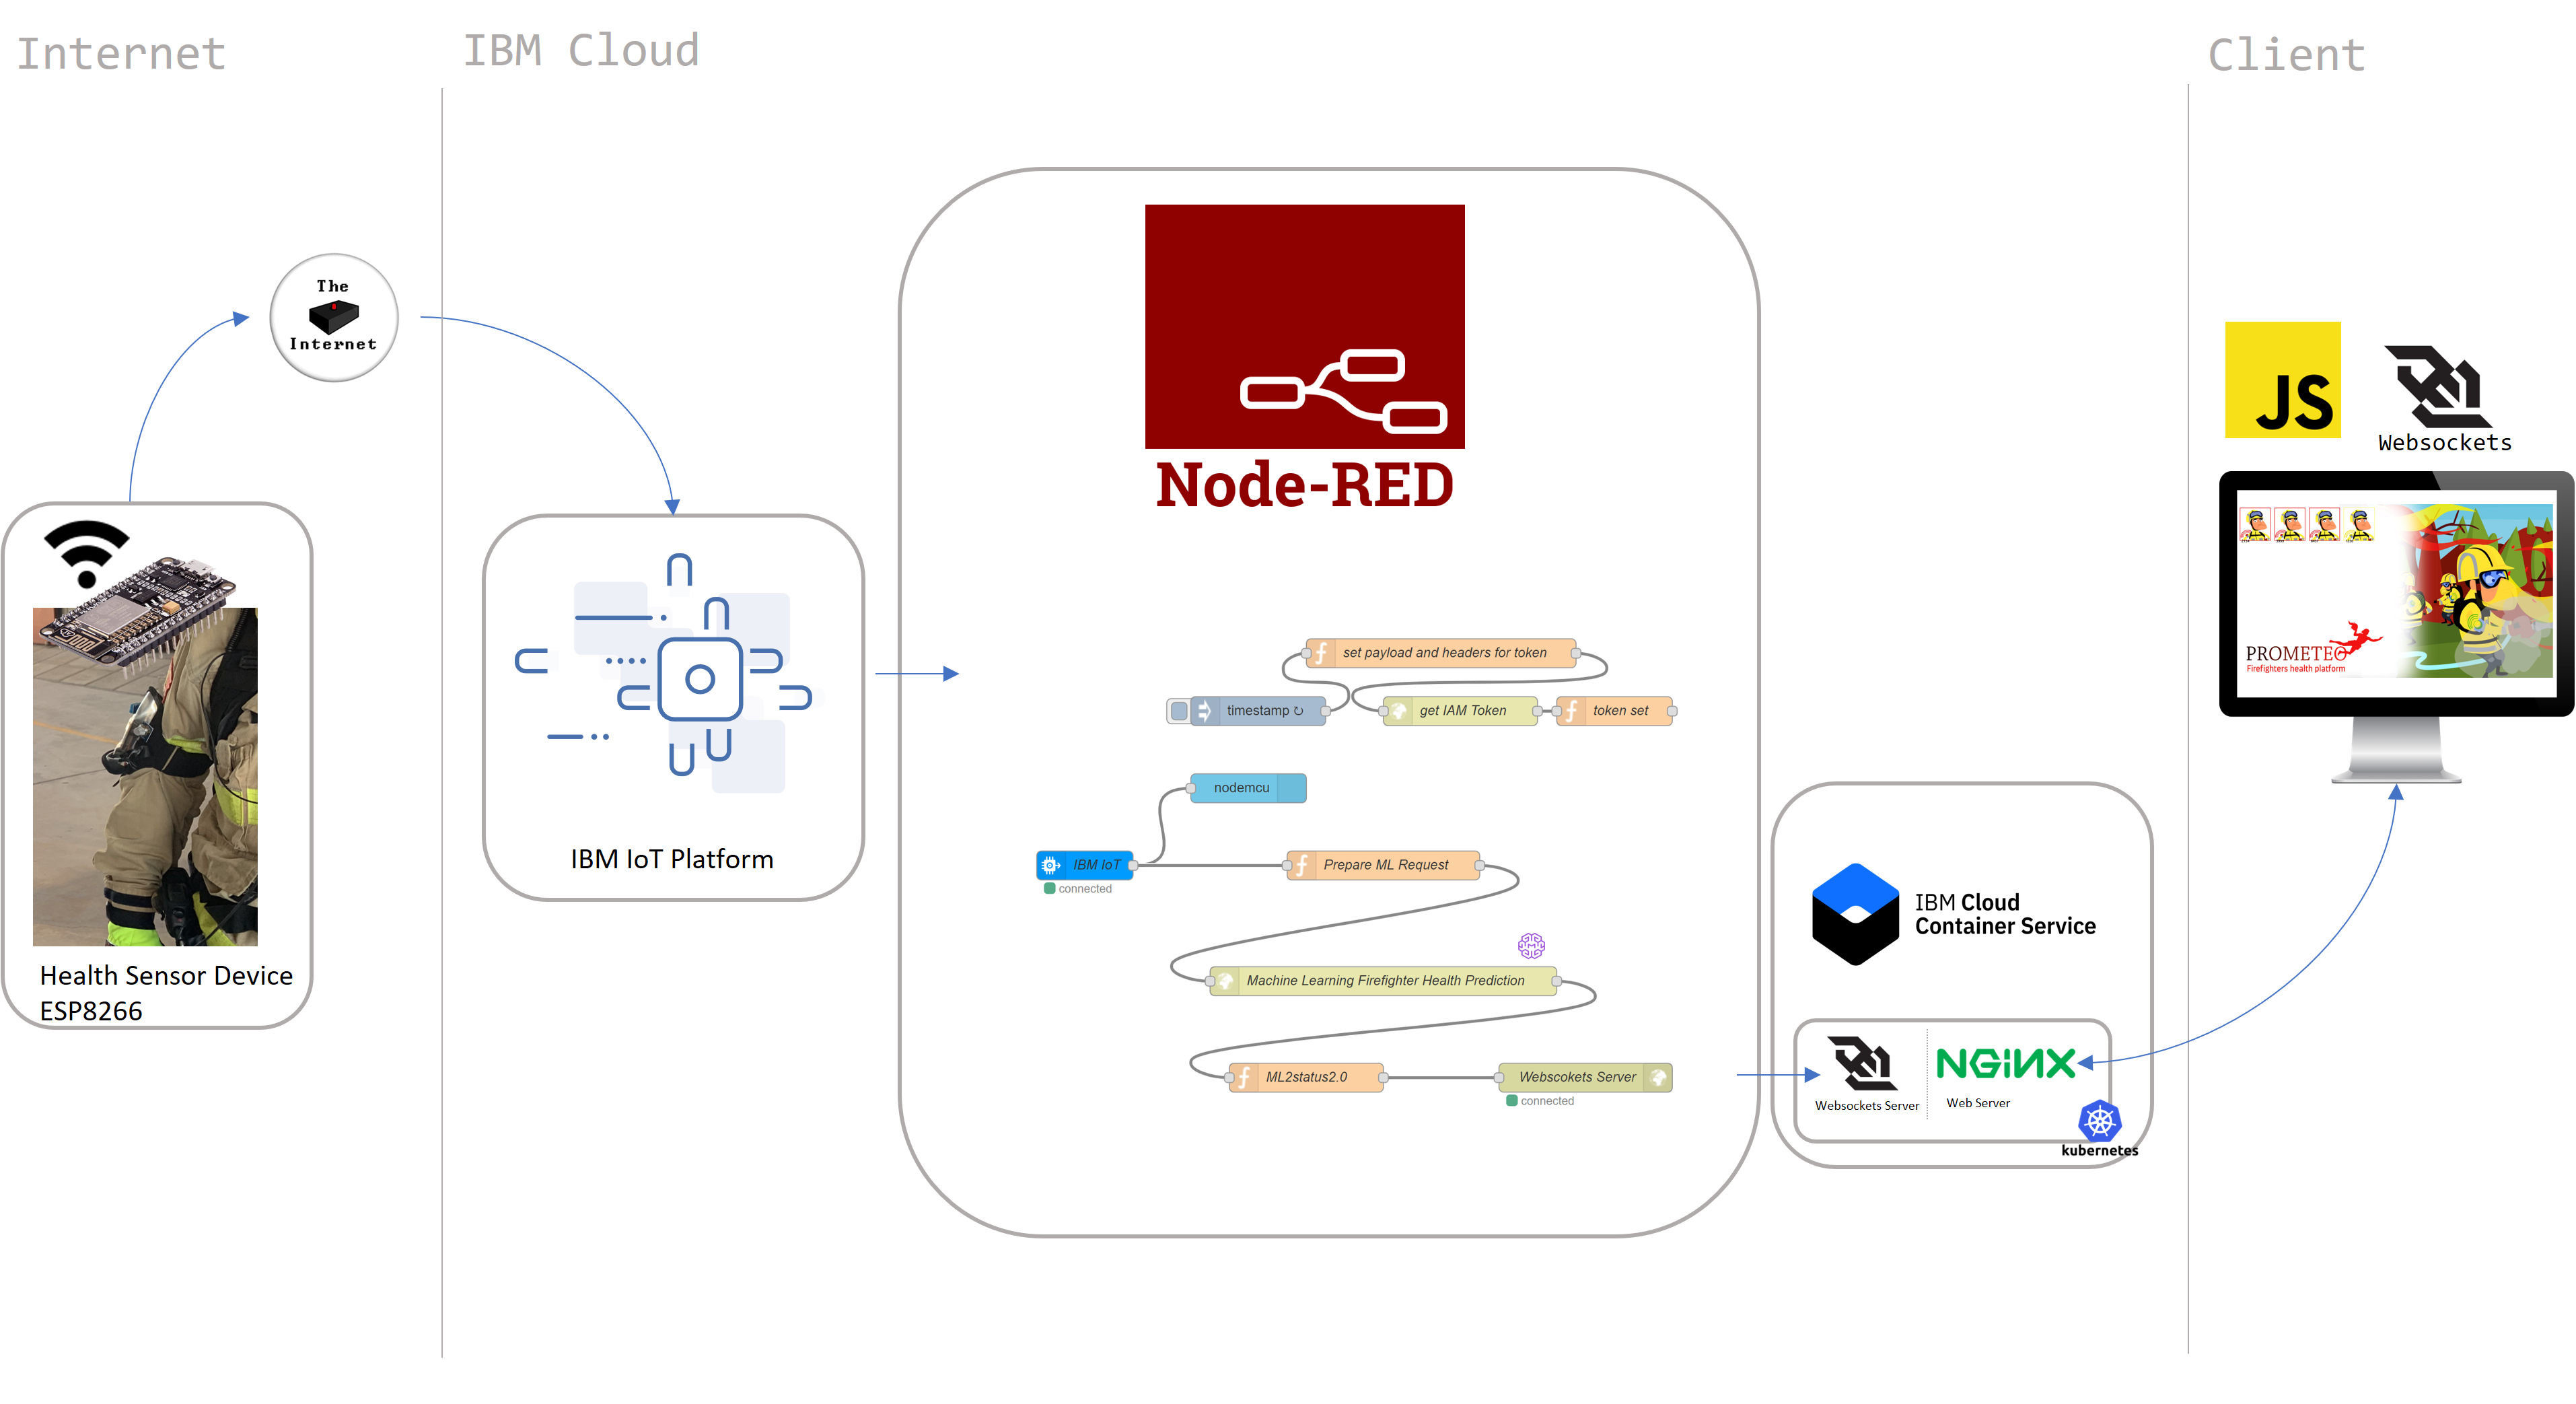 Internet
IBM Cloud
Client
The
Internet
Health Sensor Device
ESP8266
IBM IoT Platform
Node-RED
set payload and headers for token
timestamp ↻
get IAM Token
token set
nodemcu
IBM IoT
connected
Prepare ML Request
Machine Learning Firefighter Health Prediction
ML2status2.0
Webscokets Server
connected
IBM Cloud
Container Service
Websockets Server
NGiNX
Web Server
kubernetes
JS
Websockets
PROMETEO
Firefighters health platform